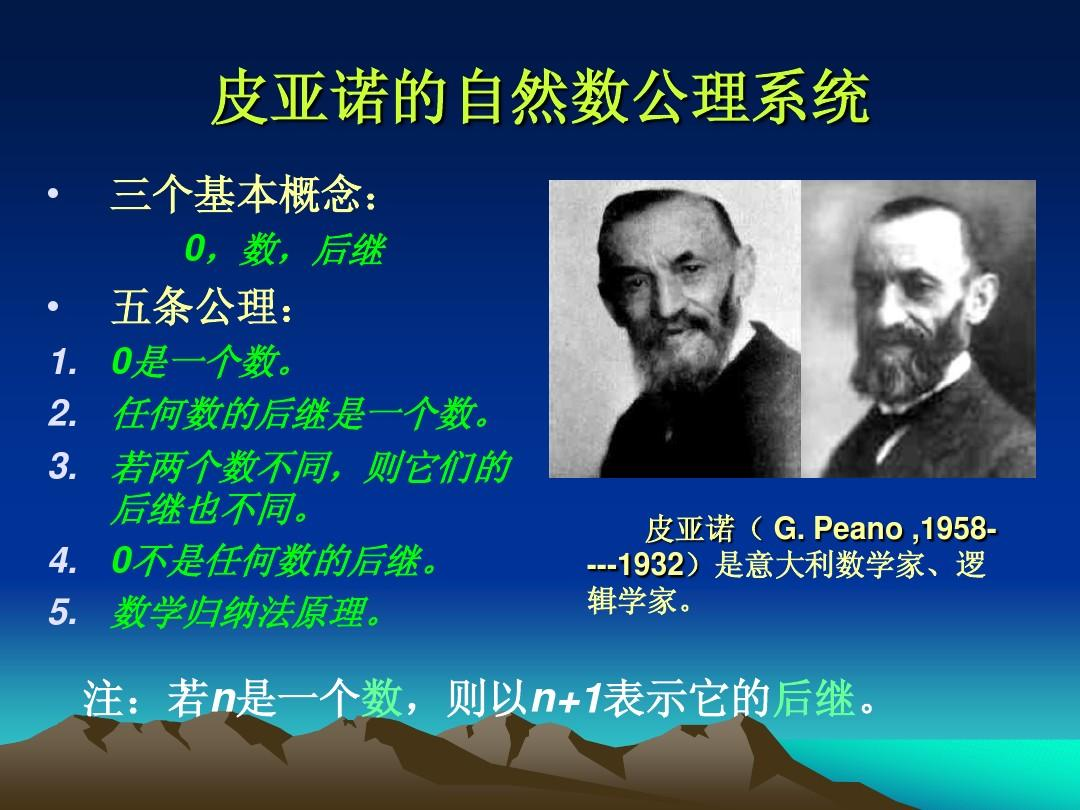 皮亚诺的自然数公理系统
• 三个基本概念：
0，数，后继
• 五条公理：
1. 0是一个数。
2. 任何数的后继是一个数。
3. 若两个数不同，则它们的
后继也不同。
4. 0不是任何数的后继。
5. 数学归纳法原理。
皮亚诺（ G. Peano ,1958-
---1932）是意大利数学家、逻
辑学家。
注：若n是一个数，则以n+1表示它的后继。